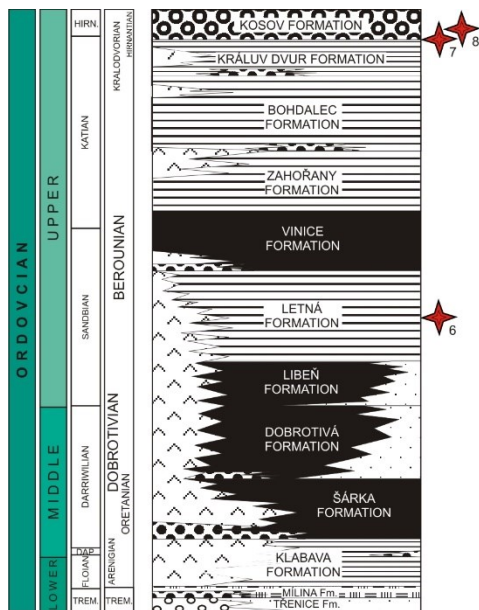 HIRN.
KOSOV FORMATION
8
7
HIRNANTIAN
KRALODVORIAN
KRÁLUV DVUR FORMATION
BOHDALEC
FORMATION
KATIAN
ZAHOŘANY
FORMATION
UPPER
VINICE
FORMATION
BEROUNIAN
ORDOVCIAN
SANDBIAN
LETNÁ
FORMATION
6
LIBEŇ
FORMATION
DOBROTIVÁ
FORMATION
DOBROTIVIAN
DARRIWILIAN
MIDDLE
ORETANIAN
ŠÁRKA
FORMATION
DAP.
KLABAVA
FORMATION
ARENIGIAN
FLOIAN
LOWER
MÍLINA Fm.
TREM.
TREM.
TŘENICE Fm.